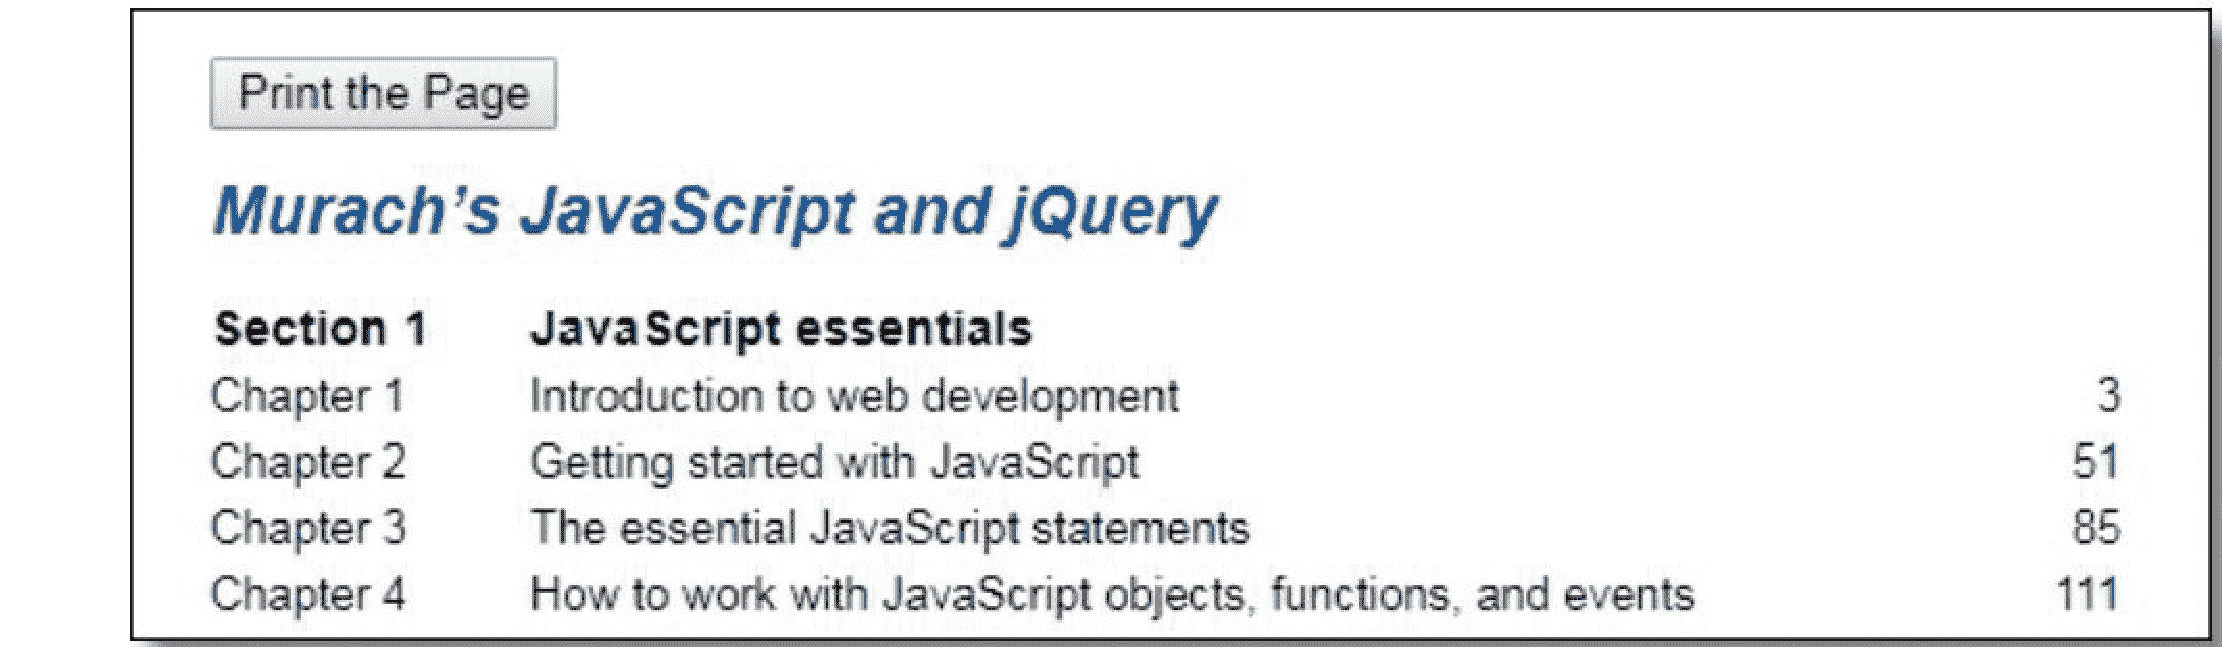 Print the Page
Murach's JavaScript and jQuery
Section 1 JavaScript essentials
Chapter 1 Introduction to web development 3
Chapter 2 Getting started with JavaScript 51
Chapter 3 The essential JavaScript statements 85
Chapter 4 How to work with JavaScript objects, functions, and events 111